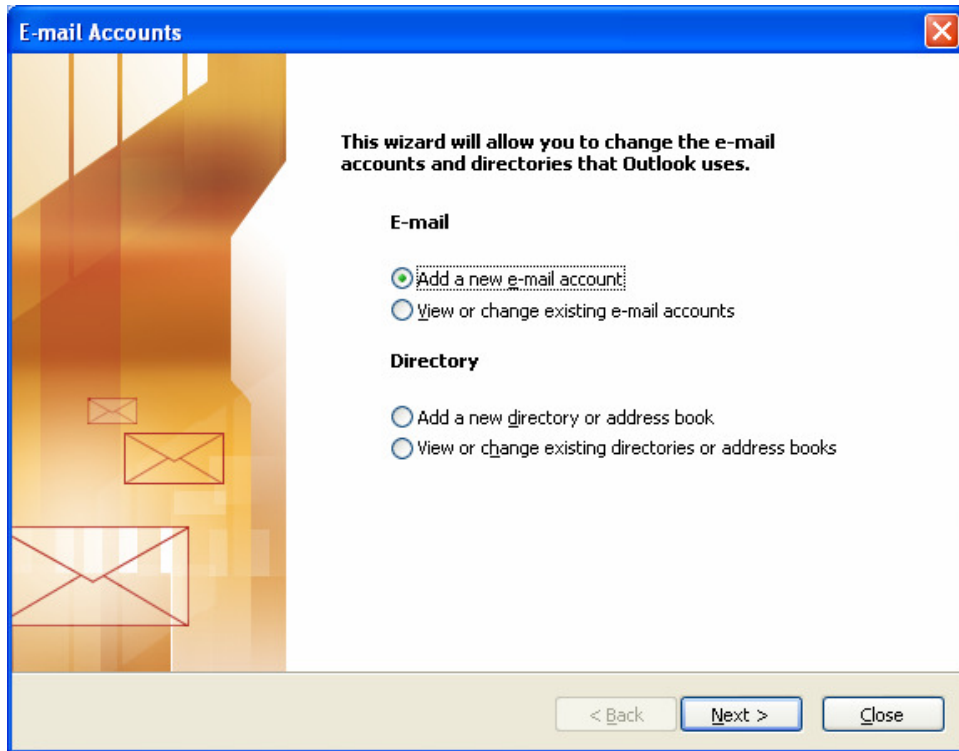 E-mail Accounts
This wizard will allow you to change the e-mail
accounts and directories that Outlook uses.
E-mail
Add a new e-mail account
View or change existing e-mail accounts
Directory
Add a new directory or address book
View or change existing directories or address books
< Back
Next >
Close